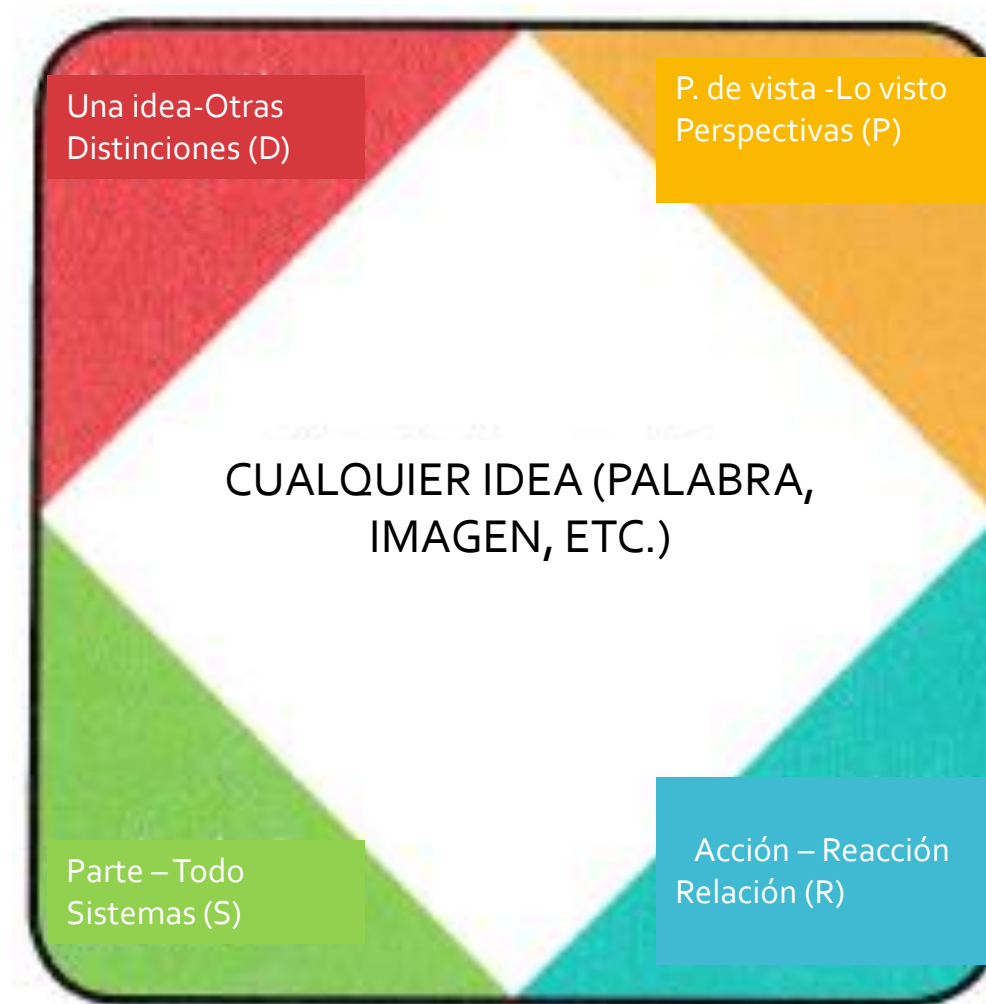 Una idea-Otras
Distinciones (D)
P. de vista -Lo visto
Perspectivas (P)
CUALQUIER IDEA (PALABRA,
IMAGEN, ETC.)
Parte – Todo
Sistemas (S)
Acción – Reacción
Relación (R)